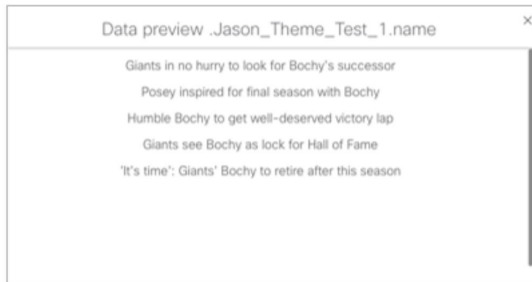 Data preview .Jason_Theme_Test_1.name
×
Giants in no hurry to look for Bochy's successor
Posey inspired for final season with Bochy
Humble Bochy to get well-deserved victory lap
Giants see Bochy as lock for Hall of Fame
'It's time': Giants' Bochy to retire after this season